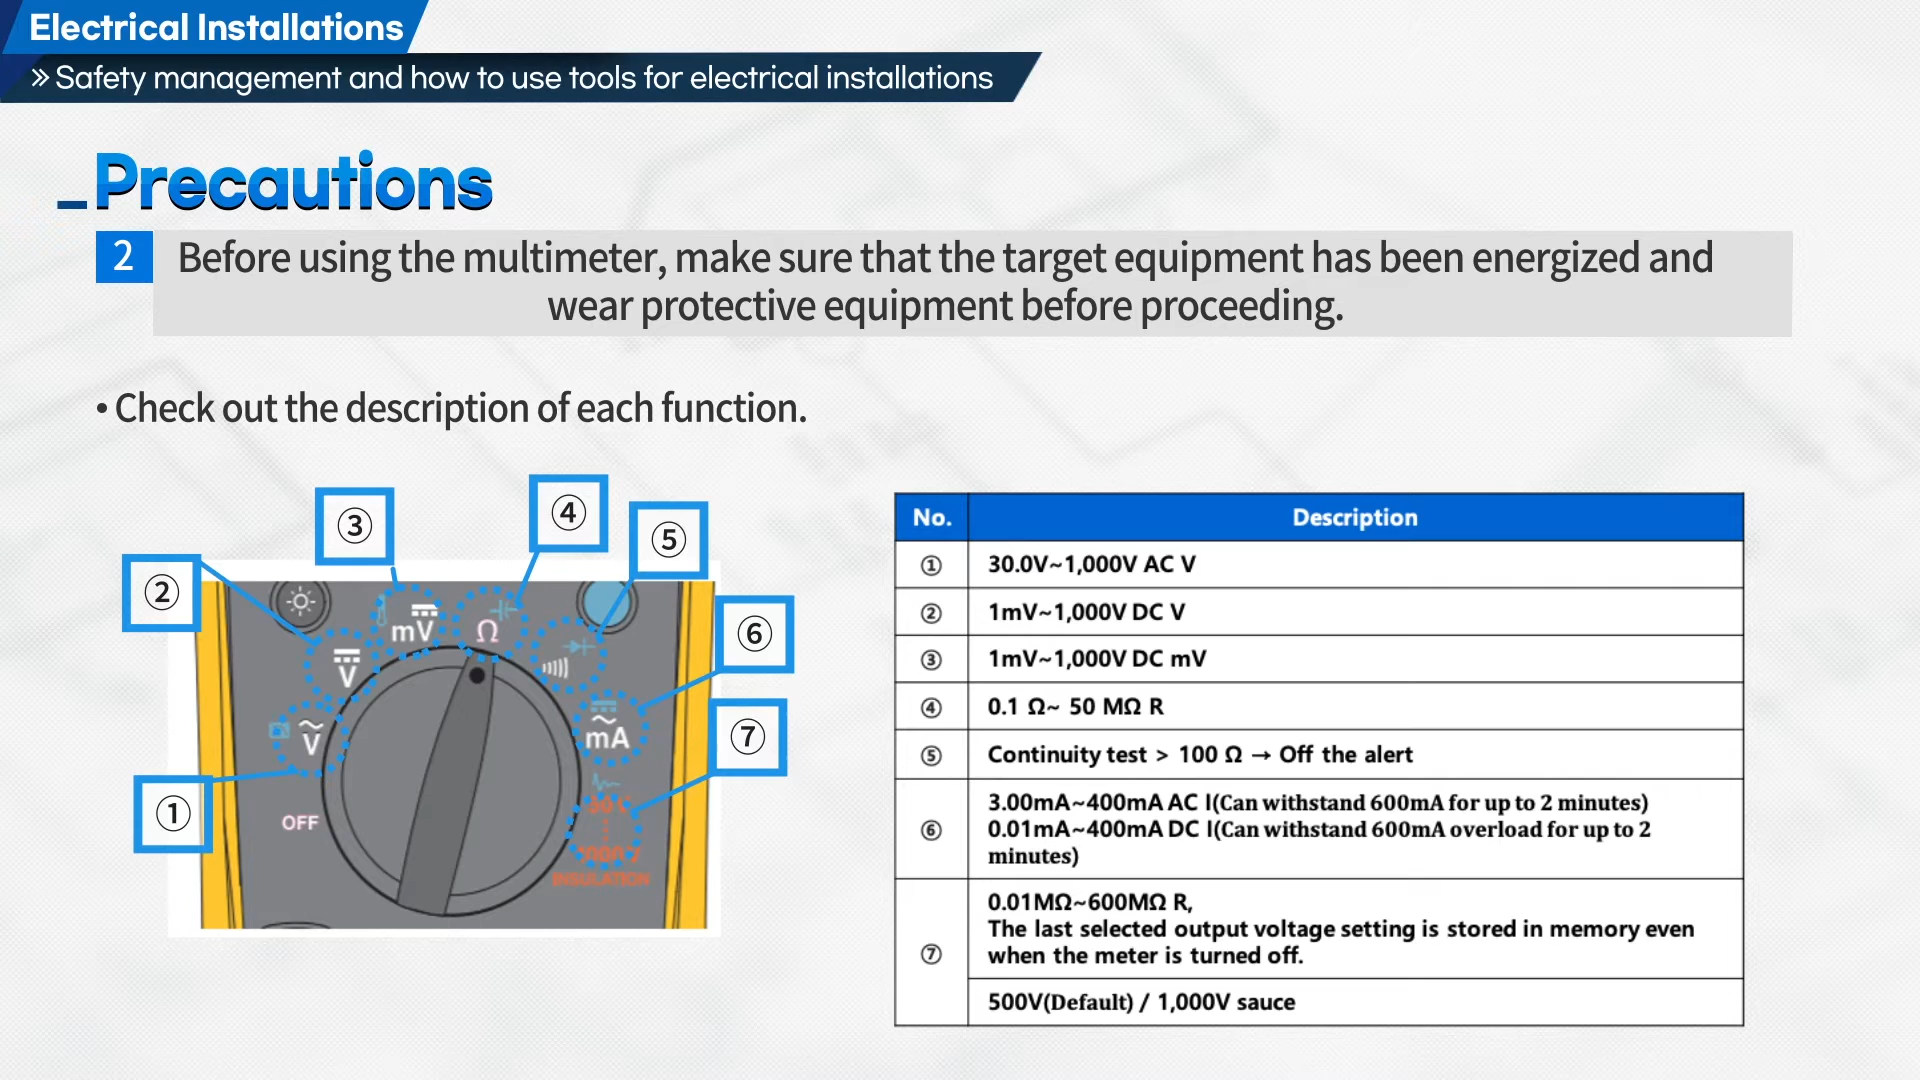 Electrical Installations
» Safety management and how to use tools for electrical installations
Precautions
2 Before using the multimeter, make sure that the target equipment has been energized and
wear protective equipment before proceeding.
• Check out the description of each function.
③
④
⑤
②
⑥
⑦
①
mV
Ω
V
V
mA
OFF
INSULATION
No. Description
① 30.0V~1,000V AC V
② 1mV~1,000V DC V
③ 1mV~1,000V DC mV
④ 0.1 Ω~ 50 MΩ R
⑤ Continuity test > 100 Ω → Off the alert
⑥ 3.00mA~400mA AC I(Can withstand 600mA for up to 2 minutes)
0.01mA~400mA DC I(Can withstand 600mA overload for up to 2
minutes)
⑦ 0.01MΩ~600MΩ R,
The last selected output voltage setting is stored in memory even
when the meter is turned off.
500V(Default) / 1,000V sauce